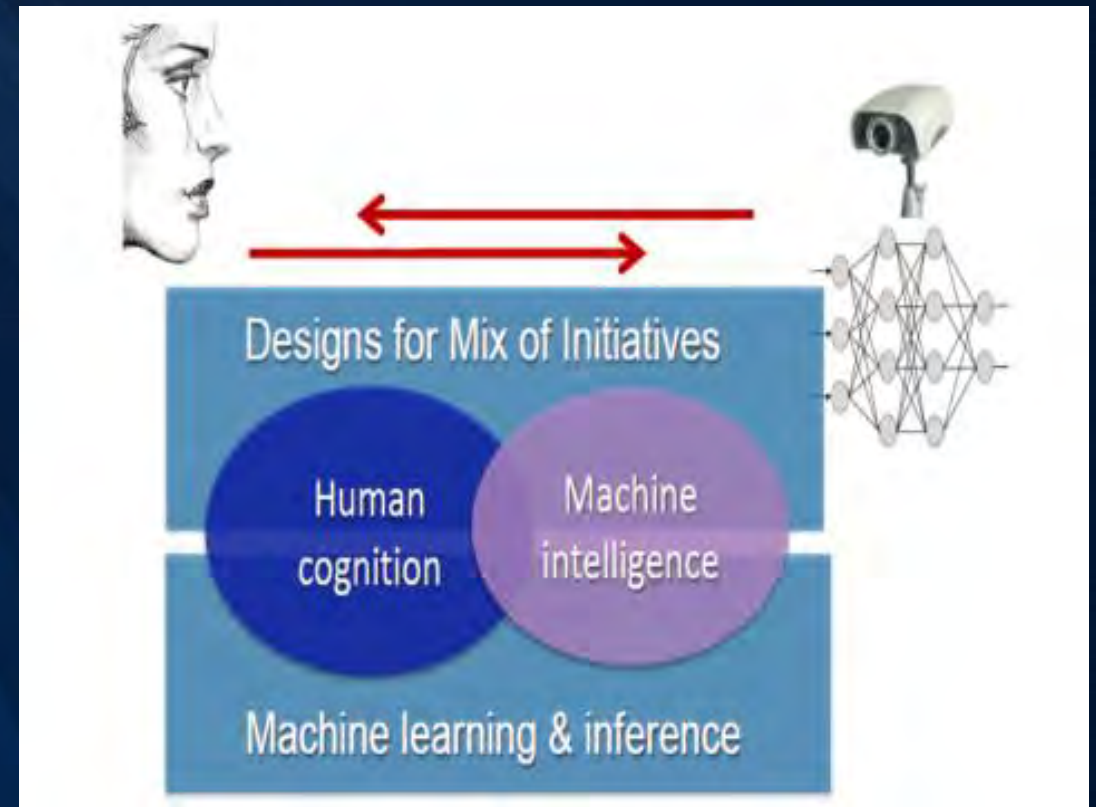 Designs for Mix of Initiatives
Human
cognition
Machine
intelligence
Machine learning & inference